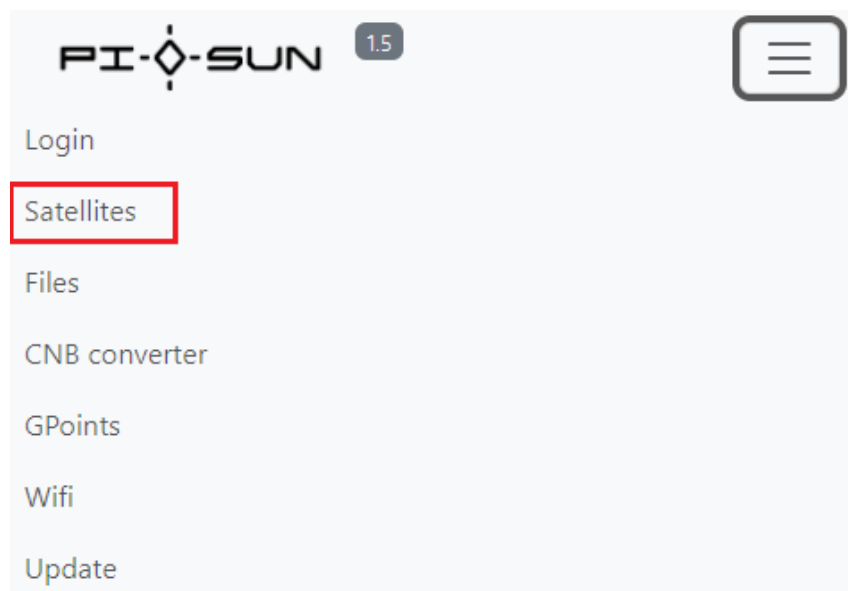 PI-SUN 1.5
Login
Satellites
Files
CNB converter
GPoints
Wifi
Update